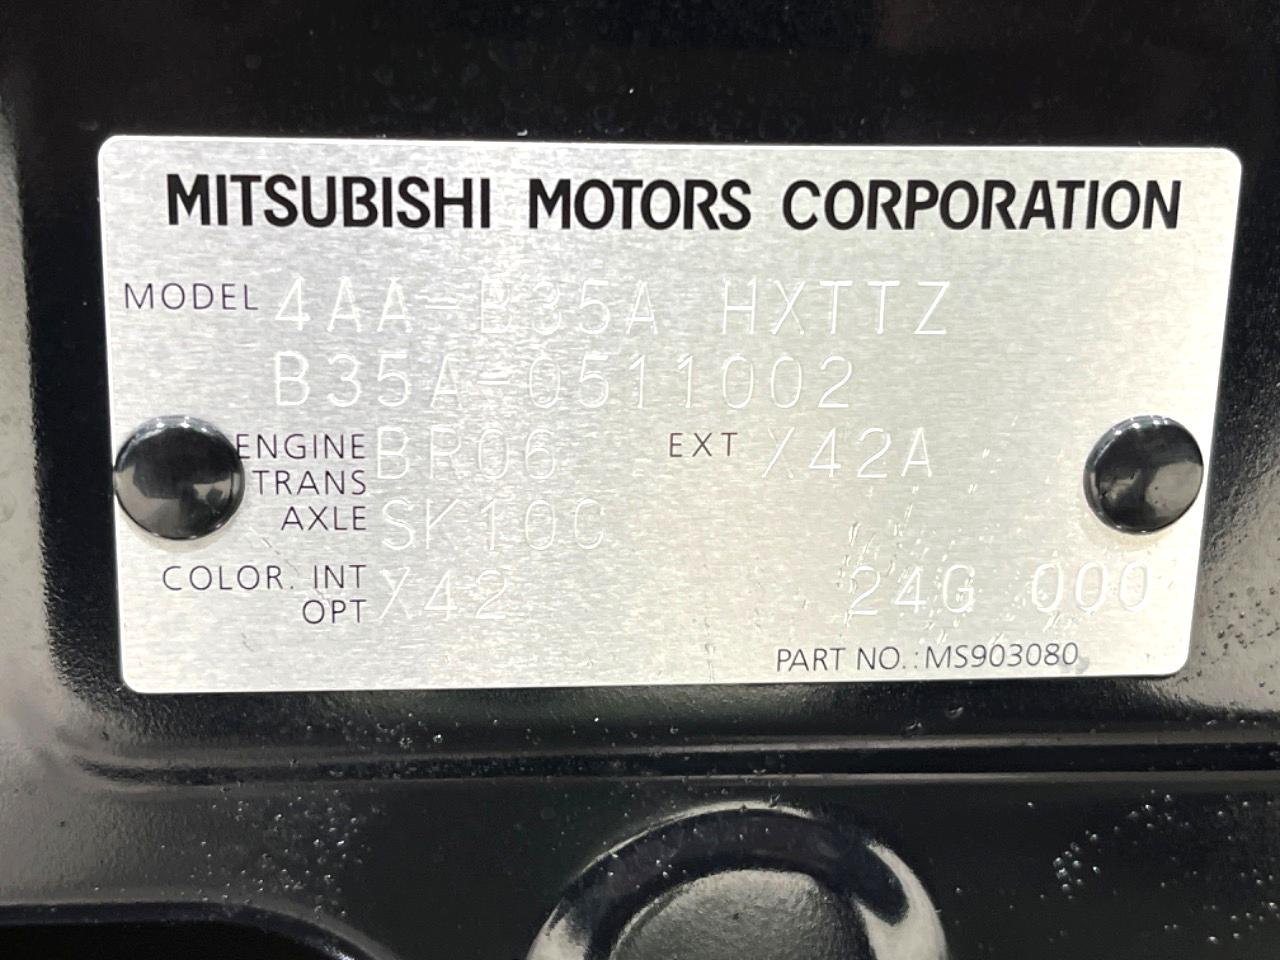 MITSUBISHI MOTORS CORPORATION
MODEL 4AA-B35A HXTTZ
B35A-0511002
ENGINE BR06 EXT X42A
TRANS
AXLE SK10C
COLOR. INT X42 24G 000
OPT
PART NO.: MS903080